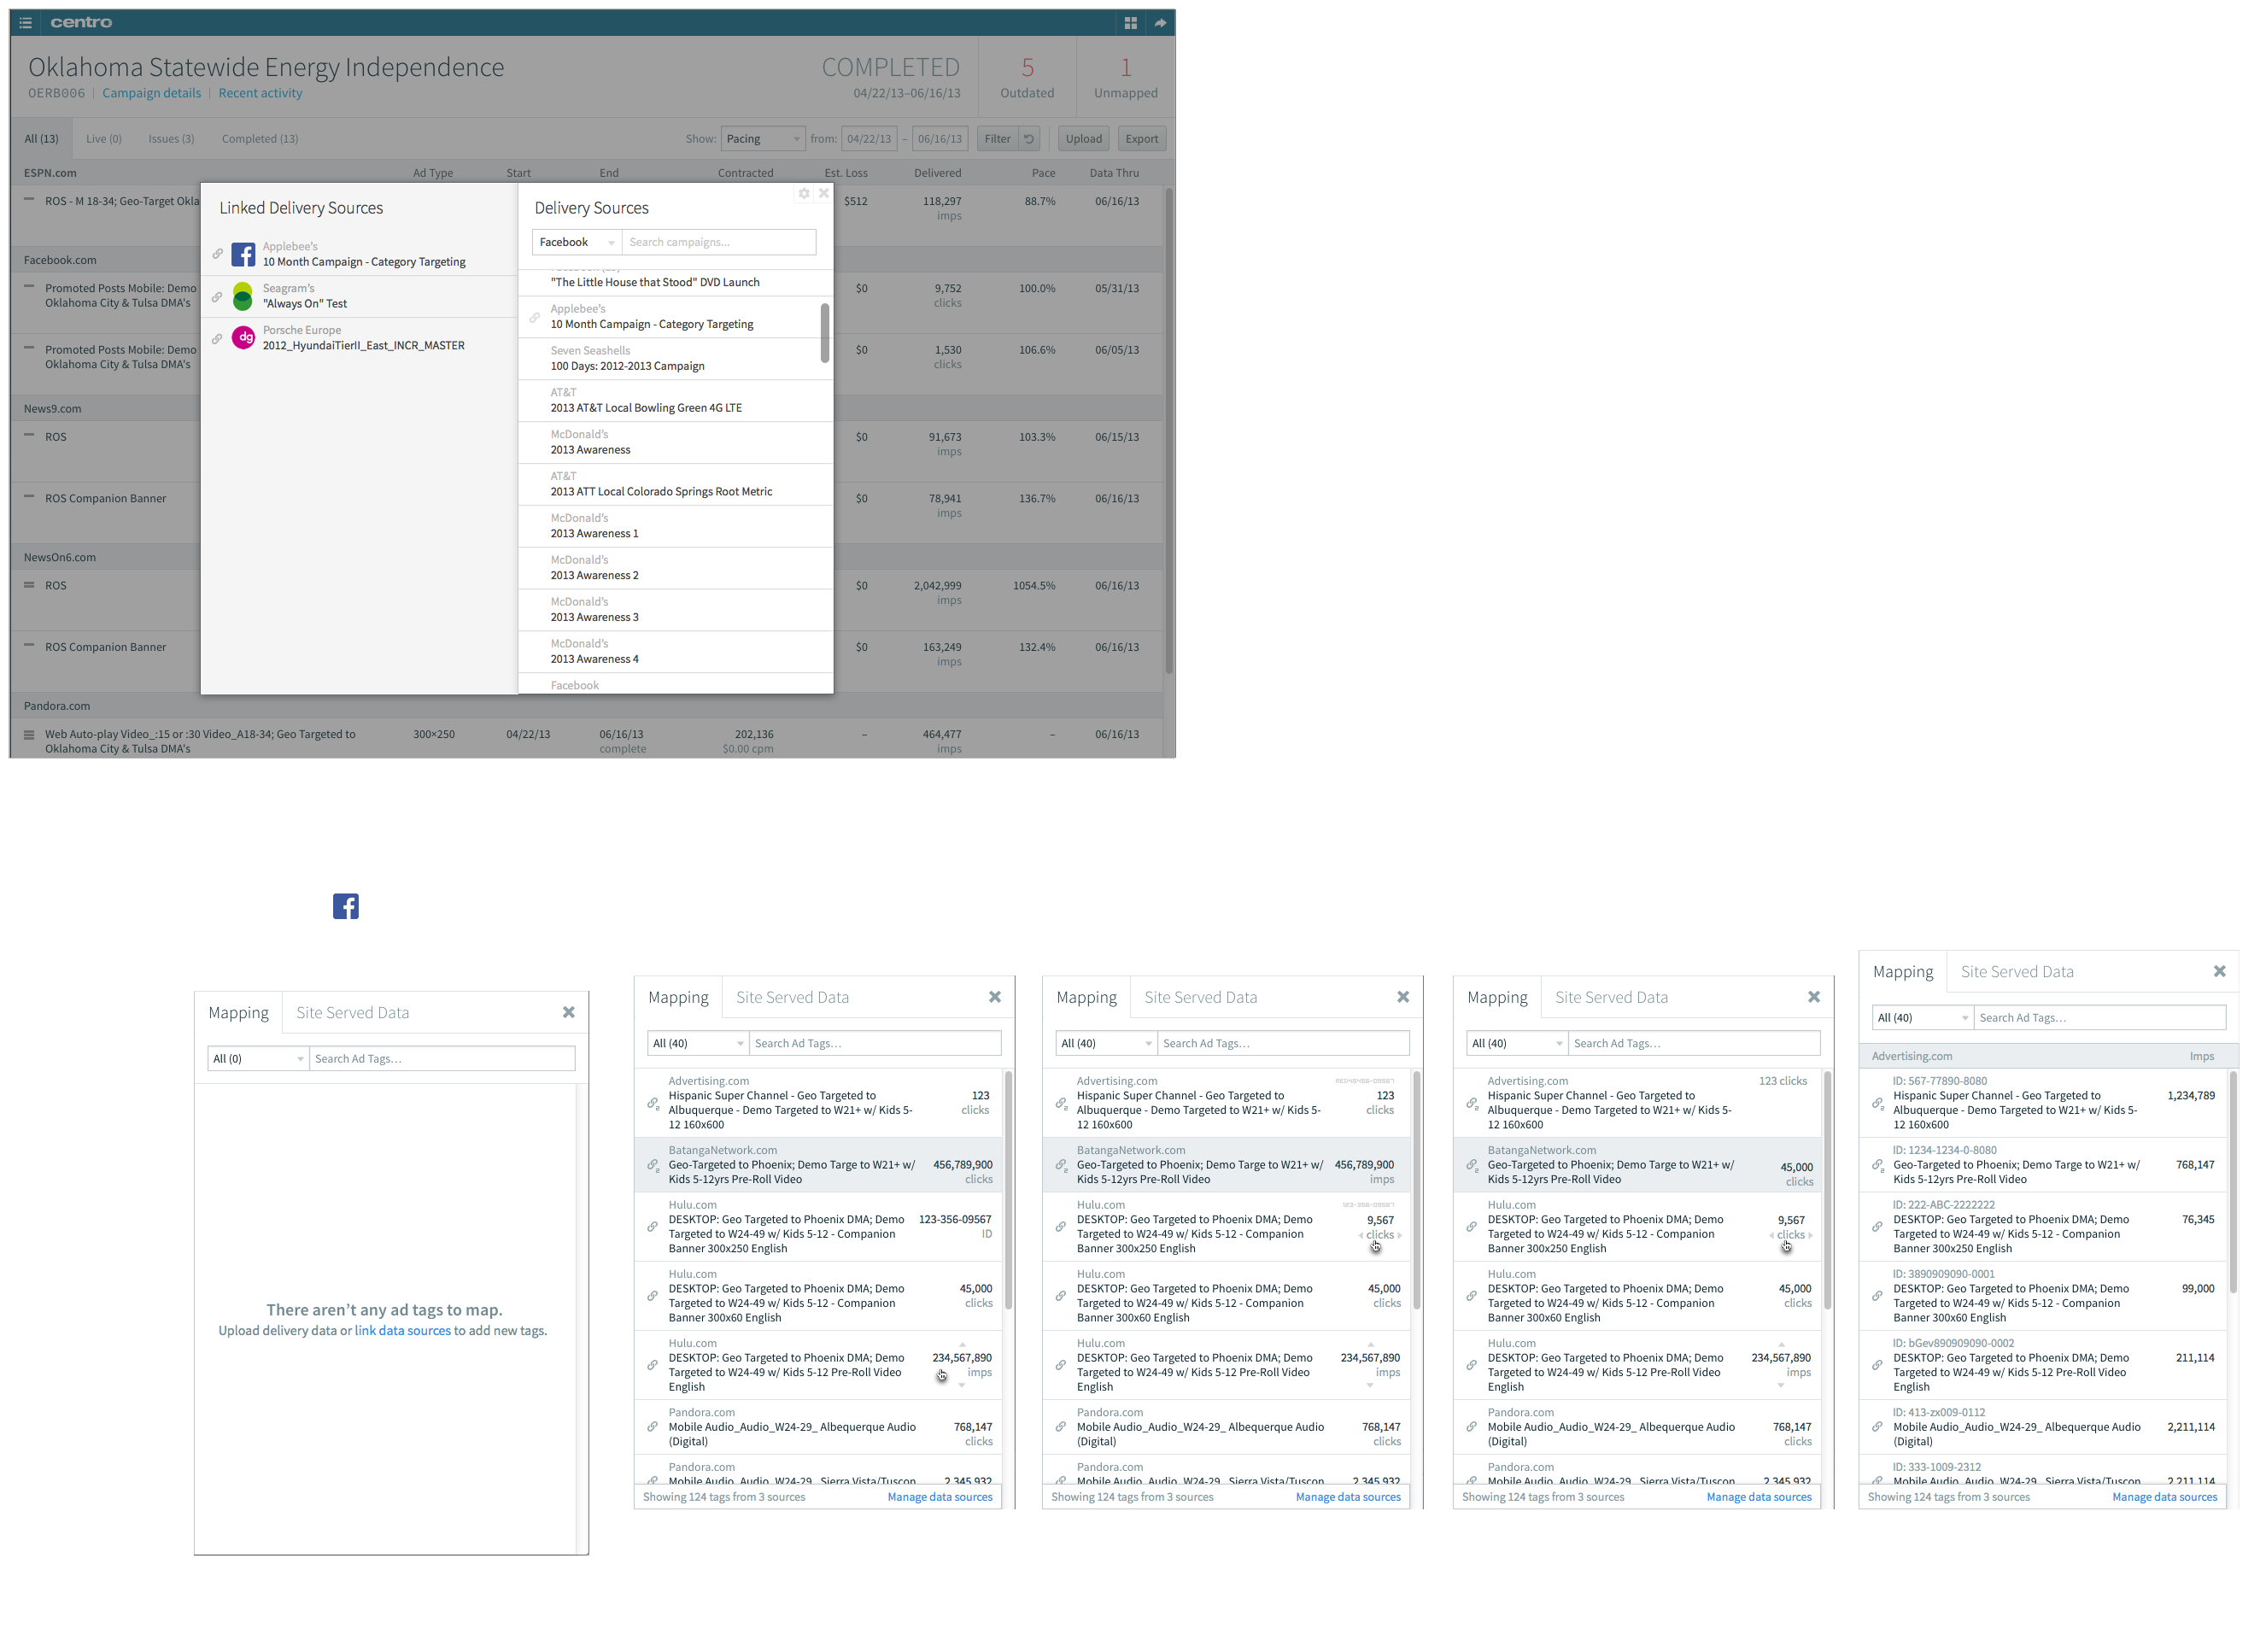 centro
Oklahoma Statewide Energy Independence
OERB006 | Campaign details | Recent activity
COMPLETED
04/22/13–06/16/13
5
Outdated
1
Unmapped
All (13) Live (0) Issues (3) Completed (13)
Show: Pacing from: 04/22/13 – 06/16/13 Filter Upload Export
ESPN.com Ad Type Start End Contracted Est. Loss Delivered Pace Data Thru
ROS - M 18-34; Geo-Target Okla $512 118,297 88.7% 06/16/13
imps
Facebook.com
Promoted Posts Mobile: Demo $0 9,752 100.0% 05/31/13
Oklahoma City & Tulsa DMA's clicks
Promoted Posts Mobile: Demo $0 1,530 106.6% 06/05/13
Oklahoma City & Tulsa DMA's clicks
News9.com
ROS $0 91,673 103.3% 06/15/13
imps
ROS Companion Banner $0 78,941 136.7% 06/16/13
imps
NewsOn6.com
ROS $0 2,042,999 1054.5% 06/16/13
imps
ROS Companion Banner $0 163,249 132.4% 06/16/13
imps
Pandora.com
Web Auto-play Video_:15 or :30 Video_A18-34; Geo Targeted to 300×250 04/22/13 06/16/13 202,136 – 464,477 – 06/16/13
Oklahoma City & Tulsa DMA's complete $0.00 cpm imps
Linked Delivery Sources
Applebee's
10 Month Campaign - Category Targeting
Seagram's
"Always On" Test
dg
Porsche Europe
2012_HyundaiTierII_East_INCR_MASTER
Delivery Sources
Facebook Search campaigns...
"The Little House that Stood" DVD Launch
Applebee's
10 Month Campaign - Category Targeting
Seven Seashells
100 Days: 2012-2013 Campaign
AT&T
2013 AT&T Local Bowling Green 4G LTE
McDonald's
2013 Awareness
AT&T
2013 ATT Local Colorado Springs Root Metric
McDonald's
2013 Awareness 1
McDonald's
2013 Awareness 2
McDonald's
2013 Awareness 3
McDonald's
2013 Awareness 4
Facebook
Mapping Site Served Data
All (0) Search Ad Tags…
There aren't any ad tags to map.
Upload delivery data or link data sources to add new tags.
Mapping Site Served Data
All (40) Search Ad Tags…
Advertising.com
Hispanic Super Channel - Geo Targeted to 123
Albuquerque - Demo Targeted to W21+ w/ Kids 5- clicks
12 160x600
BatangaNetwork.com
Geo-Targeted to Phoenix; Demo Targe to W21+ w/ 456,789,900
Kids 5-12yrs Pre-Roll Video clicks
Hulu.com
DESKTOP: Geo Targeted to Phoenix DMA; Demo 123-356-09567
Targeted to W24-49 w/ Kids 5-12 - Companion ID
Banner 300x250 English
Hulu.com
DESKTOP: Geo Targeted to Phoenix DMA; Demo 45,000
Targeted to W24-49 w/ Kids 5-12 - Companion clicks
Banner 300x60 English
Hulu.com
DESKTOP: Geo Targeted to Phoenix DMA; Demo 234,567,890
Targeted to W24-49 w/ Kids 5-12 Pre-Roll Video imps
English
Pandora.com
Mobile Audio_Audio_W24-29_ Albequerque Audio 768,147
(Digital) clicks
Pandora.com
Mobile Audio_Audio_W24-29_ Sierra Vista/Tuscon 2,345,932
Showing 124 tags from 3 sources Manage data sources
Mapping Site Served Data
All (40) Search Ad Tags…
Advertising.com
Hispanic Super Channel - Geo Targeted to 123
Albuquerque - Demo Targeted to W21+ w/ Kids 5- clicks
12 160x600
BatangaNetwork.com
Geo-Targeted to Phoenix; Demo Targe to W21+ w/ 456,789,900
Kids 5-12yrs Pre-Roll Video imps
Hulu.com 123-356-09567
DESKTOP: Geo Targeted to Phoenix DMA; Demo 9,567
Targeted to W24-49 w/ Kids 5-12 - Companion clicks
Banner 300x250 English
Hulu.com
DESKTOP: Geo Targeted to Phoenix DMA; Demo 45,000
Targeted to W24-49 w/ Kids 5-12 - Companion clicks
Banner 300x60 English
Hulu.com
DESKTOP: Geo Targeted to Phoenix DMA; Demo 234,567,890
Targeted to W24-49 w/ Kids 5-12 Pre-Roll Video imps
English
Pandora.com
Mobile Audio_Audio_W24-29_ Albequerque Audio 768,147
(Digital) clicks
Pandora.com
Mobile Audio_Audio_W24-29_ Sierra Vista/Tuscon 2,345,932
Showing 124 tags from 3 sources Manage data sources
Mapping Site Served Data
All (40) Search Ad Tags…
Advertising.com 123 clicks
Hispanic Super Channel - Geo Targeted to
Albuquerque - Demo Targeted to W21+ w/ Kids 5-
12 160x600
BatangaNetwork.com
Geo-Targeted to Phoenix; Demo Targe to W21+ w/ 45,000
Kids 5-12yrs Pre-Roll Video clicks
Hulu.com
DESKTOP: Geo Targeted to Phoenix DMA; Demo 9,567
Targeted to W24-49 w/ Kids 5-12 - Companion clicks
Banner 300x250 English
Hulu.com
DESKTOP: Geo Targeted to Phoenix DMA; Demo 45,000
Targeted to W24-49 w/ Kids 5-12 - Companion clicks
Banner 300x60 English
Hulu.com
DESKTOP: Geo Targeted to Phoenix DMA; Demo 234,567,890
Targeted to W24-49 w/ Kids 5-12 Pre-Roll Video imps
English
Pandora.com
Mobile Audio_Audio_W24-29_ Albequerque Audio 768,147
(Digital) clicks
Pandora.com
Mobile Audio_Audio_W24-29_ Sierra Vista/Tuscon 2,345,932
Showing 124 tags from 3 sources Manage data sources
Mapping Site Served Data
All (40) Search Ad Tags…
Advertising.com Imps
ID: 567-77890-8080
Hispanic Super Channel - Geo Targeted to 1,234,789
Albuquerque - Demo Targeted to W21+ w/ Kids 5-
12 160x600
ID: 1234-1234-0-8080
Geo-Targeted to Phoenix; Demo Targe to W21+ w/ 768,147
Kids 5-12yrs Pre-Roll Video
ID: 222-ABC-2222222
DESKTOP: Geo Targeted to Phoenix DMA; Demo 76,345
Targeted to W24-49 w/ Kids 5-12 - Companion
Banner 300x250 English
ID: 3890909090-0001
DESKTOP: Geo Targeted to Phoenix DMA; Demo 99,000
Targeted to W24-49 w/ Kids 5-12 - Companion
Banner 300x60 English
ID: bGev890909090-0002
DESKTOP: Geo Targeted to Phoenix DMA; Demo 211,114
Targeted to W24-49 w/ Kids 5-12 Pre-Roll Video
English
ID: 413-zx009-0112
Mobile Audio_Audio_W24-29_ Albequerque Audio 2,211,114
(Digital)
ID: 333-1009-2312
Mobile Audio_Audio_W24-29_ Sierra Vista/Tuscon 2,211,114
Showing 124 tags from 3 sources Manage data sources